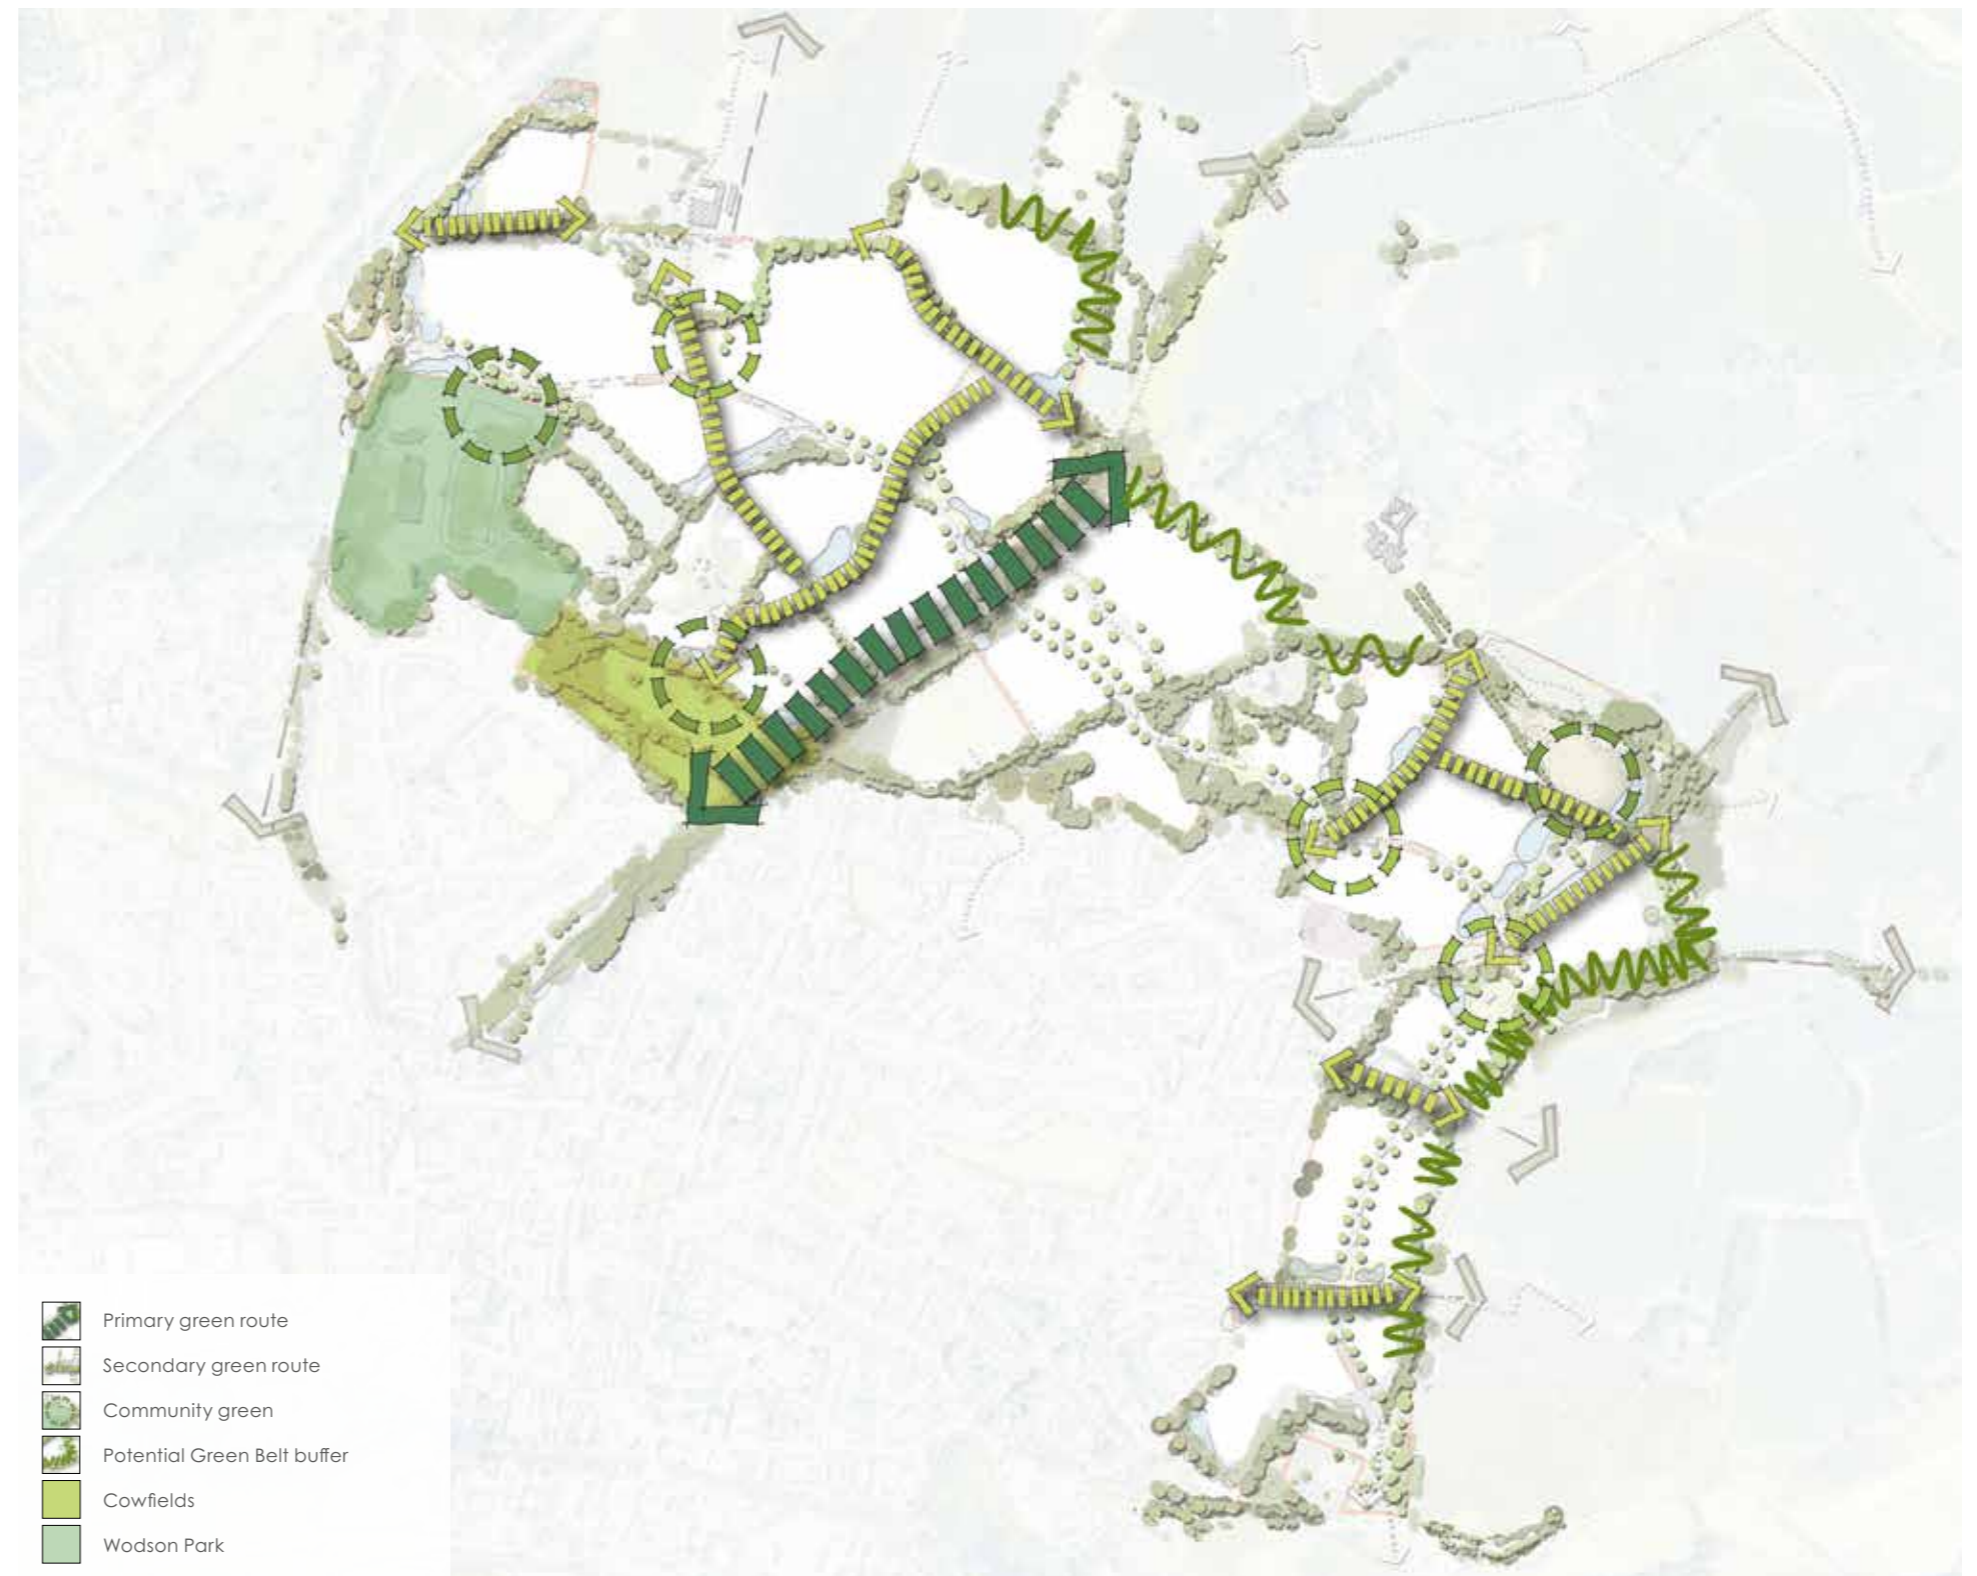 Primary green route
Secondary green route
Community green
Potential Green Belt buffer
Cowfields
Wodson Park